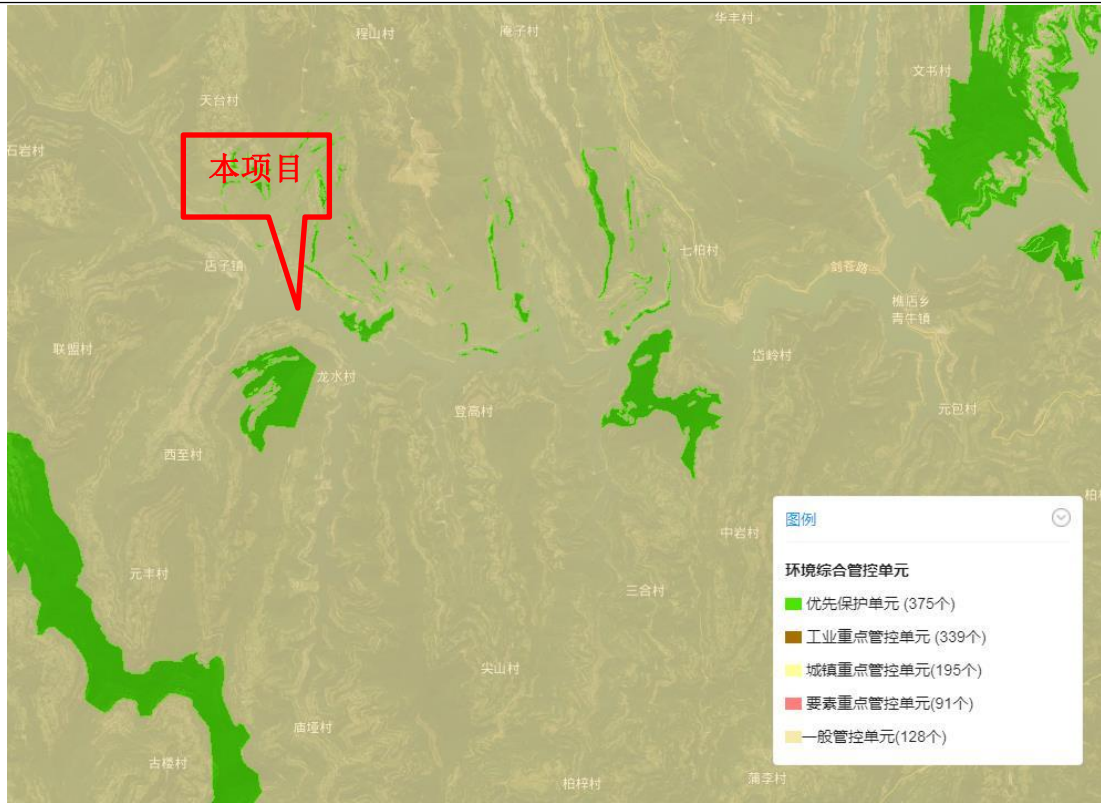 华丰村
程山村
庵子村
文书村
天台村
石岩村
本项目
七柏村
店子镇
剑苍路
樵店乡
青牛镇
联盟村
岱岭村
龙水村
登高村
元包村
西至村
图例
中岩村
环境综合管控单元
元丰村
三合村
优先保护单元 (375个)
工业重点管控单元 (339个)
尖山村
城镇重点管控单元(195个)
要素重点管控单元(91个)
庙垭村
一般管控单元(128个)
古楼村
柏梓村
蒲李村